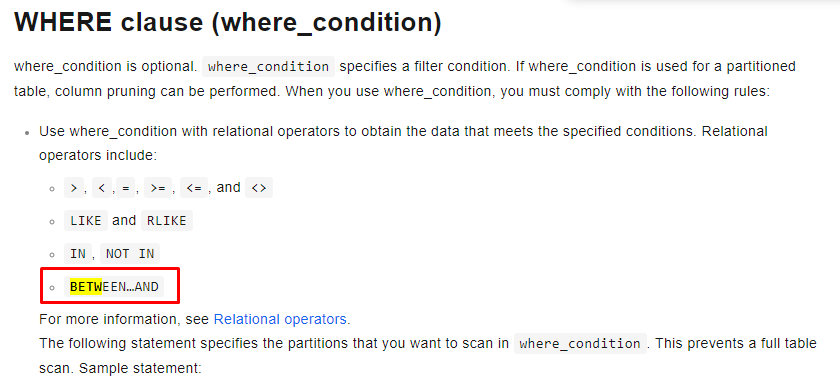 WHERE clause (where_condition)
where_condition is optional. where_condition specifies a filter condition. If where_condition is used for a partitioned
table, column pruning can be performed. When you use where_condition, you must comply with the following rules:
Use where_condition with relational operators to obtain the data that meets the specified conditions. Relational
operators include:
> , < , = , >= , <= , and <>
LIKE and RLIKE
IN , NOT IN
BETWEEN…AND
For more information, see Relational operators.
The following statement specifies the partitions that you want to scan in where_condition . This prevents a full table
scan. Sample statement: